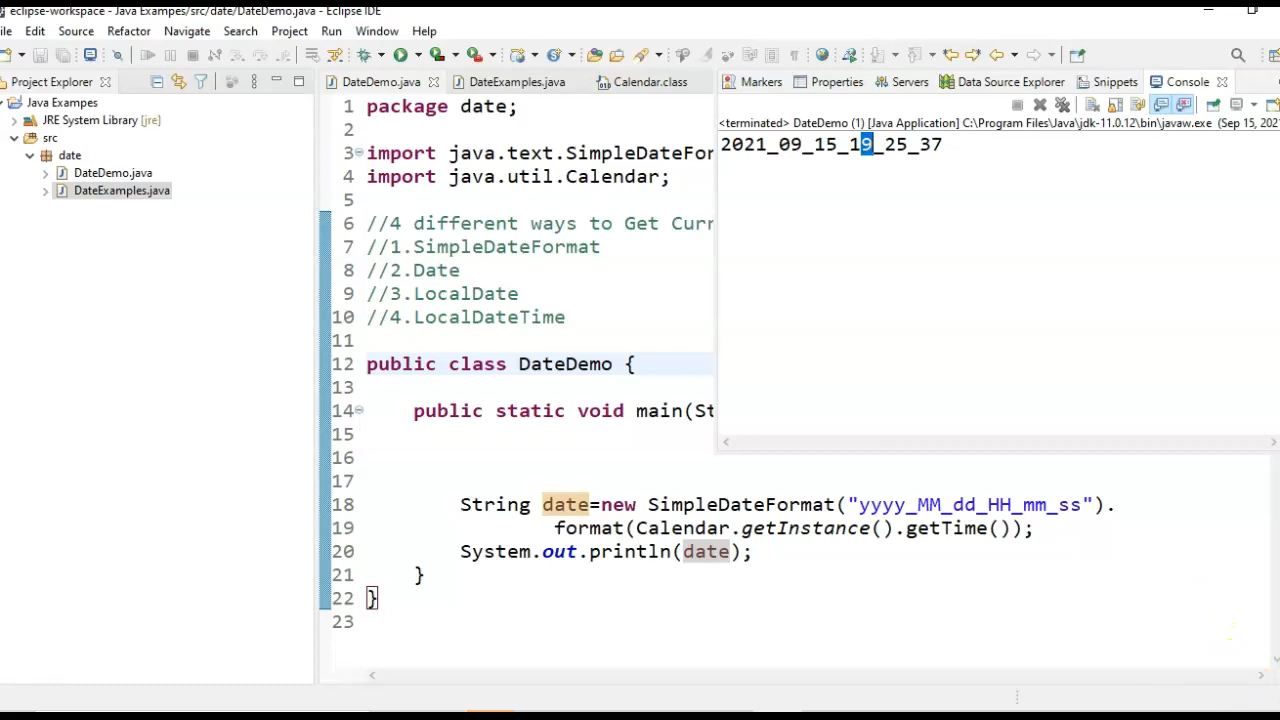 eclipse-workspace - Java Exampes/src/date/DateDemo.java - Eclipse IDE
File Edit Source Refactor Navigate Search Project Run Window Help
Project Explorer
Java Exampes
JRE System Library [jre]
src
date
DateDemo.java
DateExamples.java
DateDemo.java DateExamples.java Calendar.class
1 package date;
2
3 import java.text.SimpleDateFor
4 import java.util.Calendar;
5
6 //4 different ways to Get Curr
7 //1.SimpleDateFormat
8 //2.Date
9 //3.LocalDate
10 //4.LocalDateTime
11
12 public class DateDemo {
13
14 public static void main(St
15
16
17
18 String date=new SimpleDateFormat("yyyy_MM_dd_HH_mm_ss").
19 format(Calendar.getInstance().getTime());
20 System.out.println(date);
21 }
22 }
23
Markers Properties Servers Data Source Explorer Snippets Console
<terminated> DateDemo (1) [Java Application] C:\Program Files\Java\jdk-11.0.12\bin\javaw.exe (Sep 15, 202
2021_09_15_19_25_37